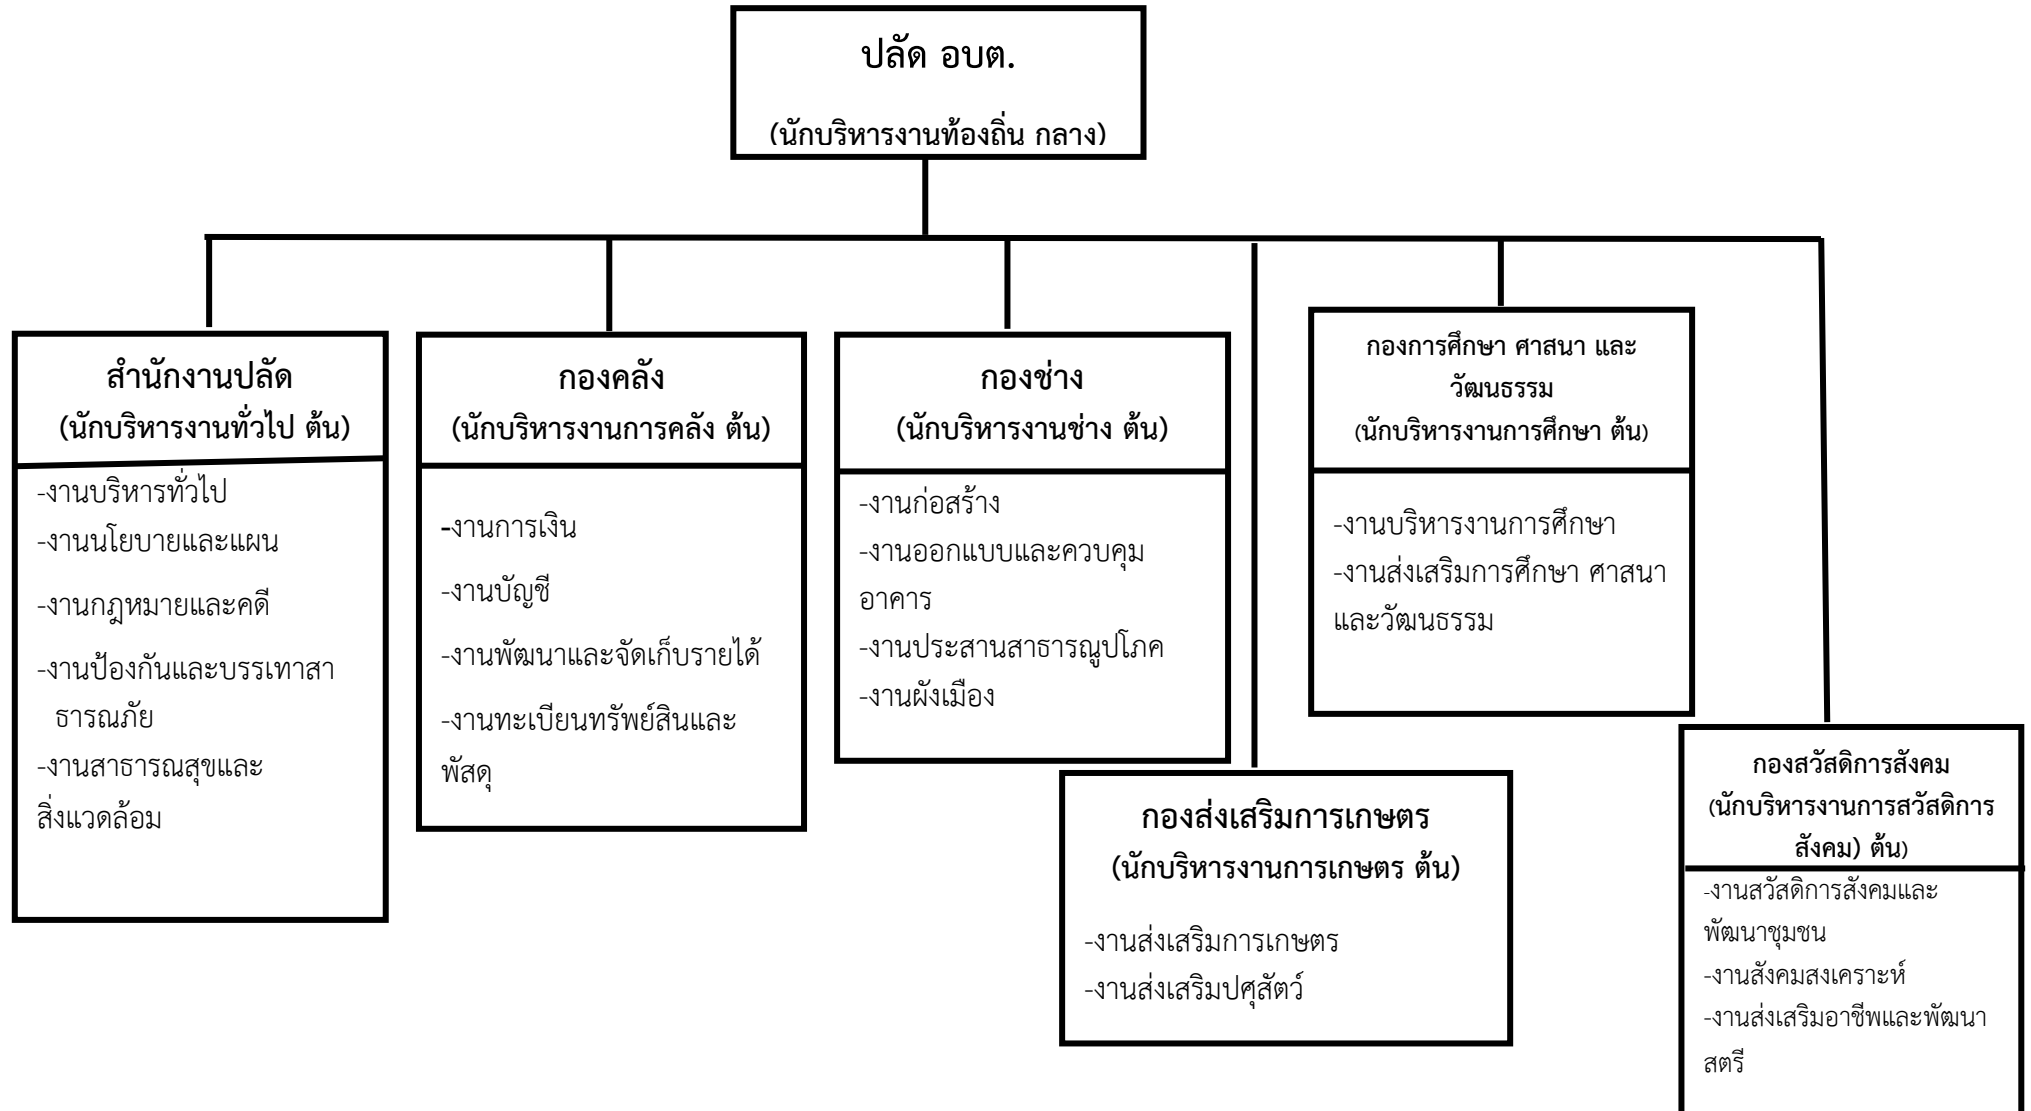 ปลัด อบต.
(นักบริหารงานท้องถิ่น กลาง)
สำนักงานปลัด
(นักบริหารงานทั่วไป ต้น)
-งานบริหารทั่วไป
-งานนโยบายและแผน
-งานกฎหมายและคดี
-งานป้องกันและบรรเทาสา
ธารณภัย
-งานสาธารณสุขและ
สิ่งแวดล้อม
กองคลัง
(นักบริหารงานการคลัง ต้น)
-งานการเงิน
-งานบัญชี
-งานพัฒนาและจัดเก็บรายได้
-งานทะเบียนทรัพย์สินและ
พัสดุ
กองช่าง
(นักบริหารงานช่าง ต้น)
-งานก่อสร้าง
-งานออกแบบและควบคุม
อาคาร
-งานประสานสาธารณูปโภค
-งานผังเมือง
กองส่งเสริมการเกษตร
(นักบริหารงานการเกษตร ต้น)
-งานส่งเสริมการเกษตร
-งานส่งเสริมปศุสัตว์
กองการศึกษา ศาสนา และ
วัฒนธรรม
(นักบริหารงานการศึกษา ต้น)
-งานบริหารงานการศึกษา
-งานส่งเสริมการศึกษา ศาสนา
และวัฒนธรรม
กองสวัสดิการสังคม
(นักบริหารงานการสวัสดิการ
สังคม) ต้น)
-งานสวัสดิการสังคมและ
พัฒนาชุมชน
-งานสังคมสงเคราะห์
-งานส่งเสริมอาชีพและพัฒนา
สตรี